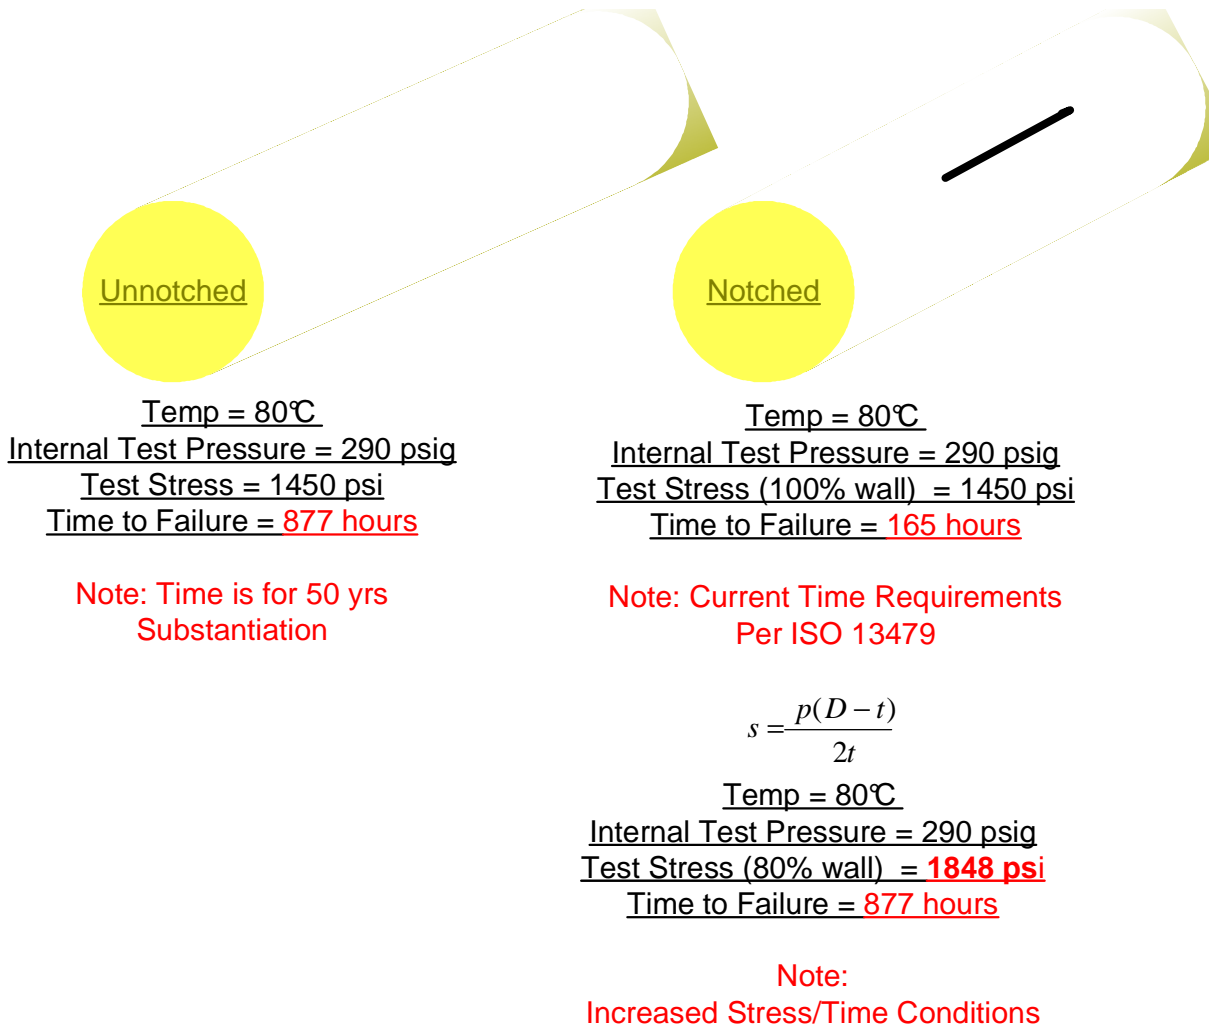 Unnotched
Temp = 80°C
Internal Test Pressure = 290 psig
Test Stress = 1450 psi
Time to Failure = 877 hours
Note: Time is for 50 yrs
Substantiation
Notched
Temp = 80°C
Internal Test Pressure = 290 psig
Test Stress (100% wall) = 1450 psi
Time to Failure = 165 hours
Note: Current Time Requirements
Per ISO 13479
s = p(D − t) / 2t
Temp = 80°C
Internal Test Pressure = 290 psig
Test Stress (80% wall) = 1848 psi
Time to Failure = 877 hours
Note:
Increased Stress/Time Conditions